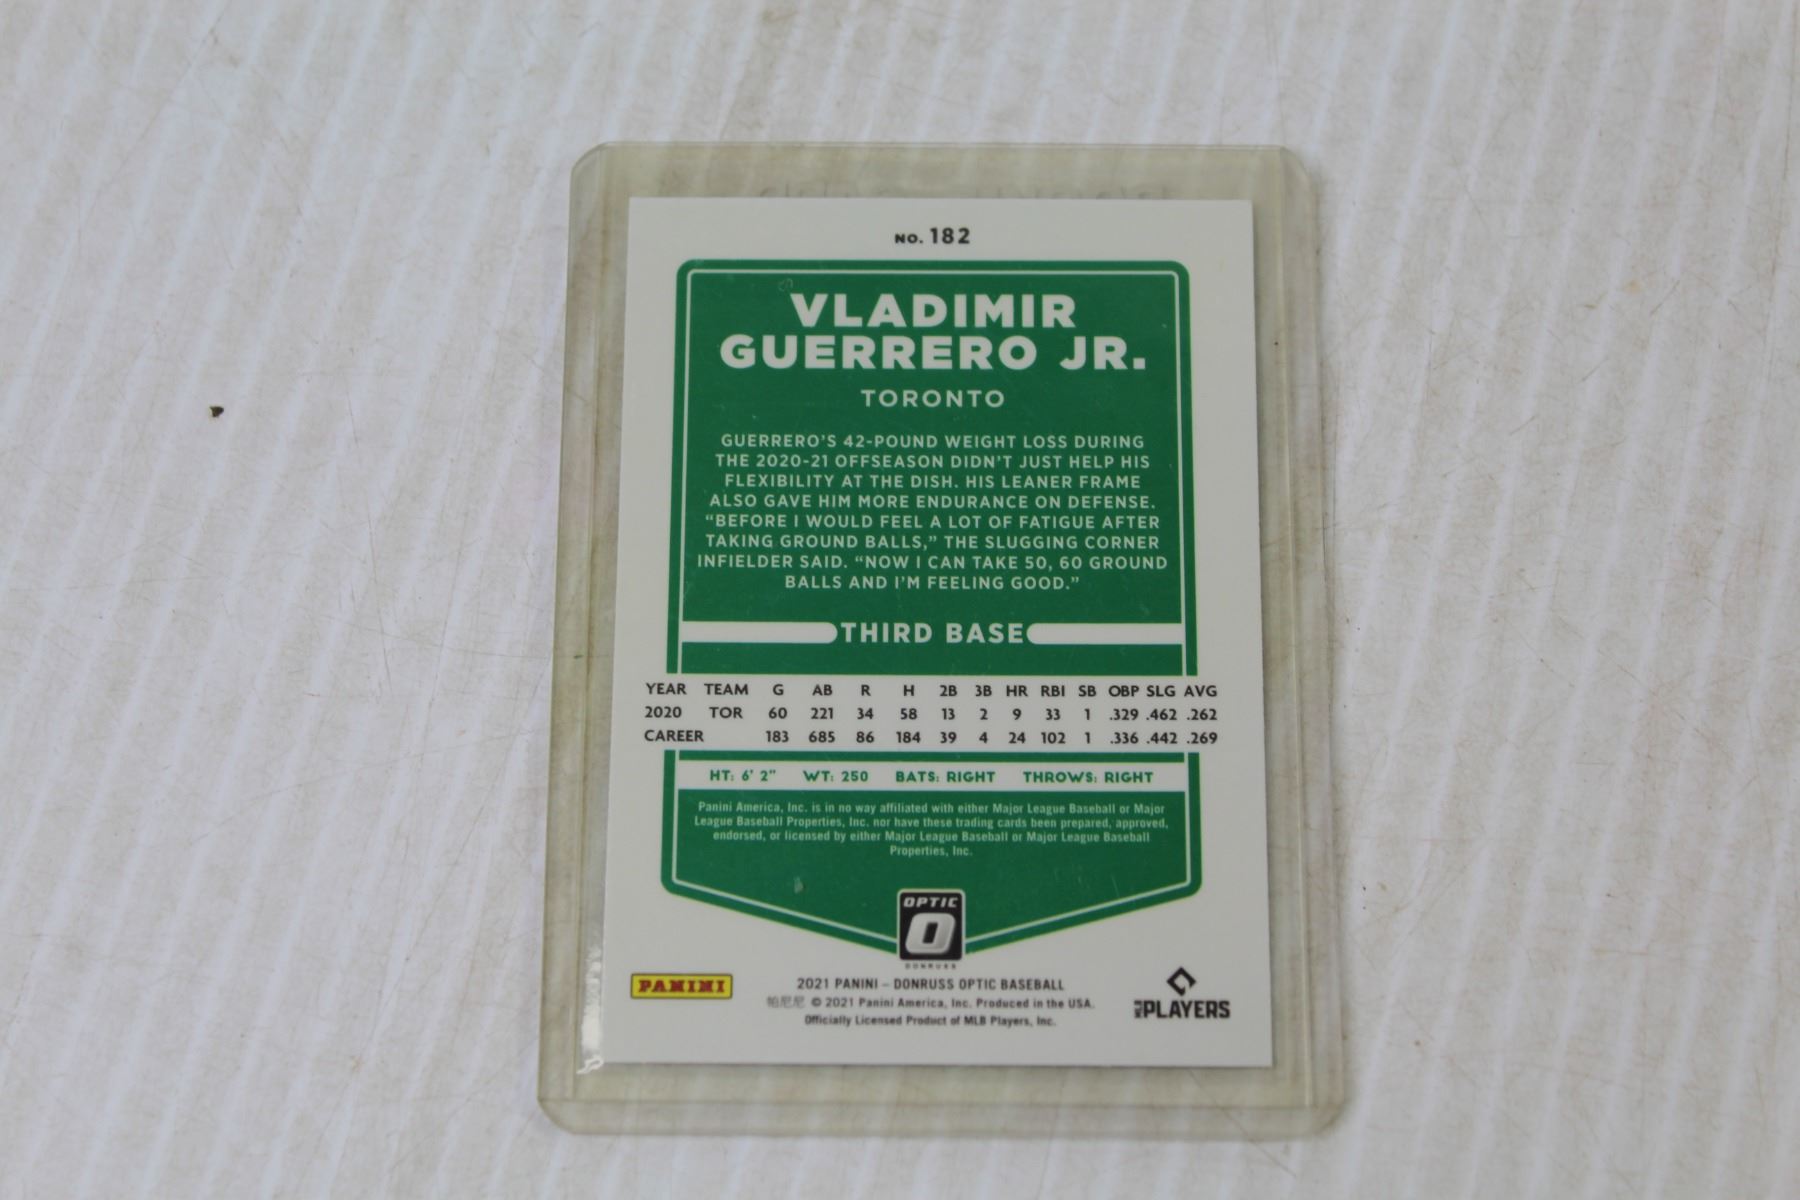 NO. 182
VLADIMIR
GUERRERO JR.
TORONTO
GUERRERO'S 42-POUND WEIGHT LOSS DURING
THE 2020-21 OFFSEASON DIDN'T JUST HELP HIS
FLEXIBILITY AT THE DISH. HIS LEANER FRAME
ALSO GAVE HIM MORE ENDURANCE ON DEFENSE.
“BEFORE I WOULD FEEL A LOT OF FATIGUE AFTER
TAKING GROUND BALLS,” THE SLUGGING CORNER
INFIELDER SAID. “NOW I CAN TAKE 50, 60 GROUND
BALLS AND I'M FEELING GOOD.”
THIRD BASE
YEAR TEAM G AB R H 2B 3B HR RBI SB OBP SLG AVG
2020 TOR 60 221 34 58 13 2 9 33 1 .329 .462 .262
CAREER 183 685 86 184 39 4 24 102 1 .336 .442 .269
HT: 6' 2" WT: 250 BATS: RIGHT THROWS: RIGHT
Panini America, Inc. is in no way affiliated with either Major League Baseball or Major
League Baseball Properties, Inc. nor have these trading cards been prepared, approved,
endorsed, or licensed by either Major League Baseball or Major League Baseball
Properties, Inc.
OPTIC
O
DONRUSS
PANINI
2021 PANINI – DONRUSS OPTIC BASEBALL
帕尼尼 © 2021 Panini America, Inc. Produced in the USA.
Officially Licensed Product of MLB Players, Inc.
MLB PLAYERS